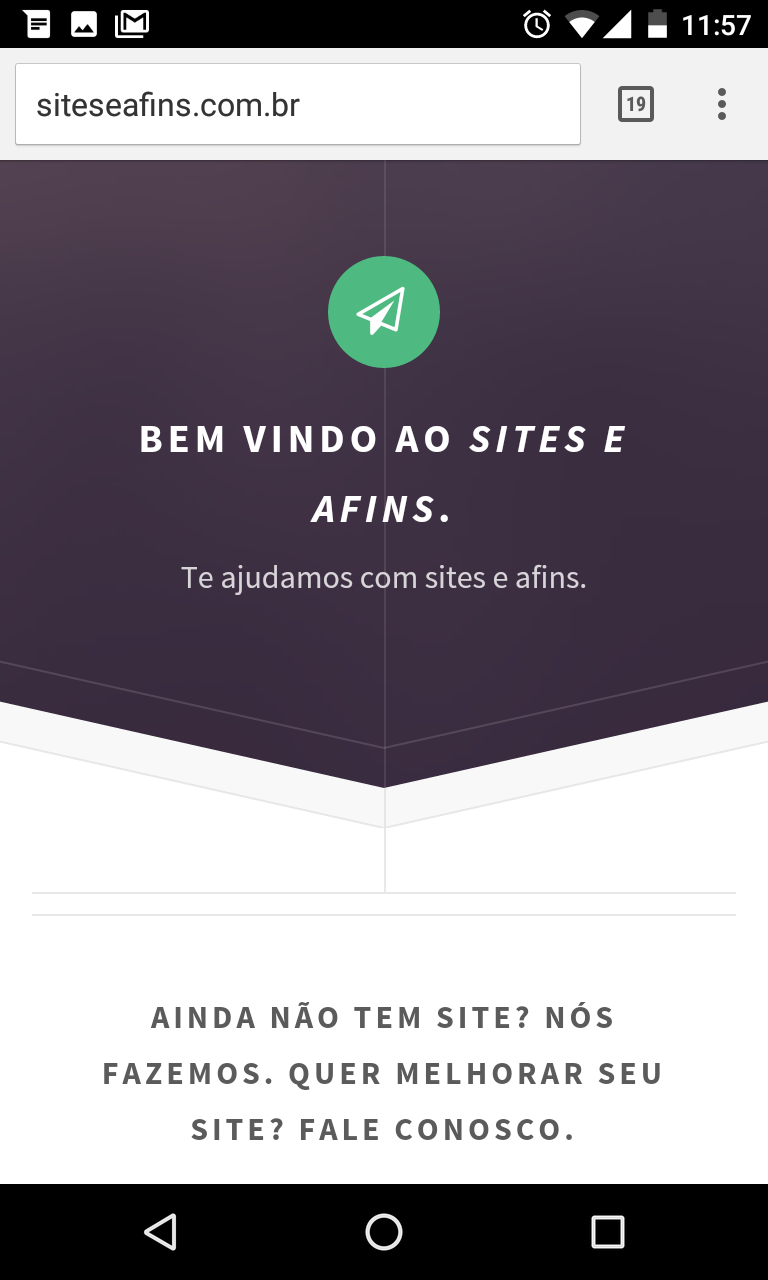 11:57
siteseafins.com.br
19
BEM VINDO AO SITES E
AFINS.
Te ajudamos com sites e afins.
AINDA NÃO TEM SITE? NÓS
FAZEMOS. QUER MELHORAR SEU
SITE? FALE CONOSCO.